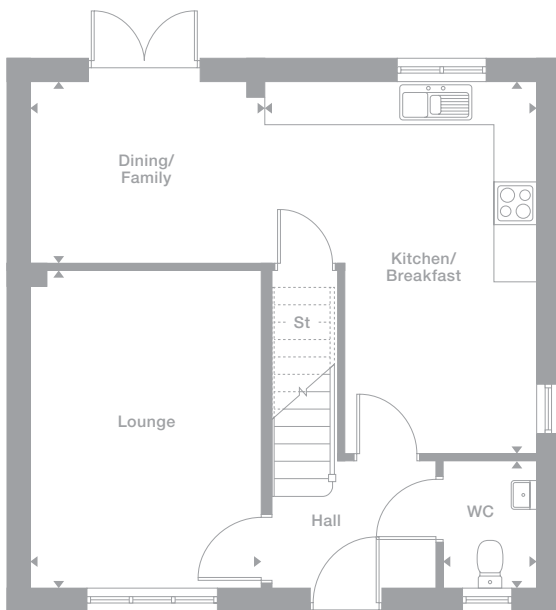 Dining/
Family
Kitchen/
Breakfast
St
Lounge
Hall
WC